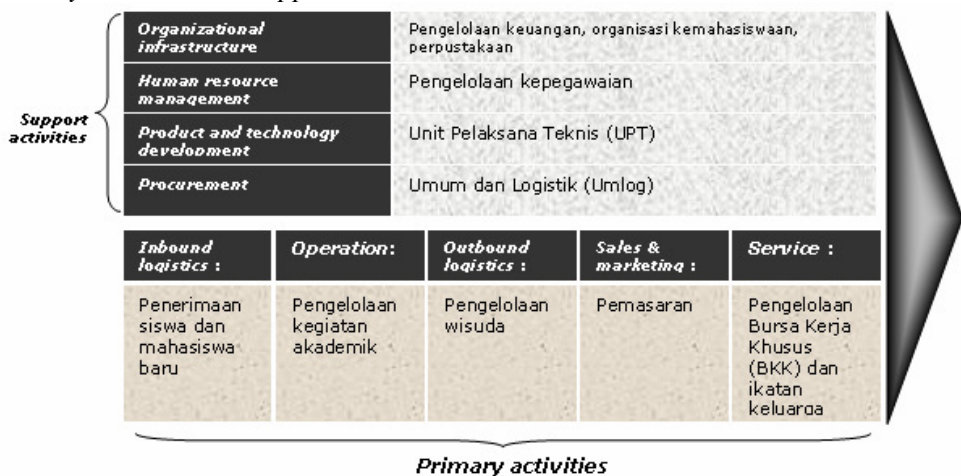 Organizational
infrastructure
Pengelolaan keuangan, organisasi kemahasiswaan,
perpustakaan
Human resource
management
Pengelolaan kepegawaian
Support
activities
Product and technology
development
Unit Pelaksana Teknis (UPT)
Procurement
Umum dan Logistik (Umlog)
Inbound
logistics :
Operation:
Outbound
logistics :
Sales &
marketing :
Service :
Penerimaan
siswa dan
mahasiswa
baru
Pengelolaan
kegiatan
akademik
Pengelolaan
wisuda
Pemasaran
Pengelolaan
Bursa Kerja
Khusus
(BKK) dan
ikatan
keluarga
Primary activities